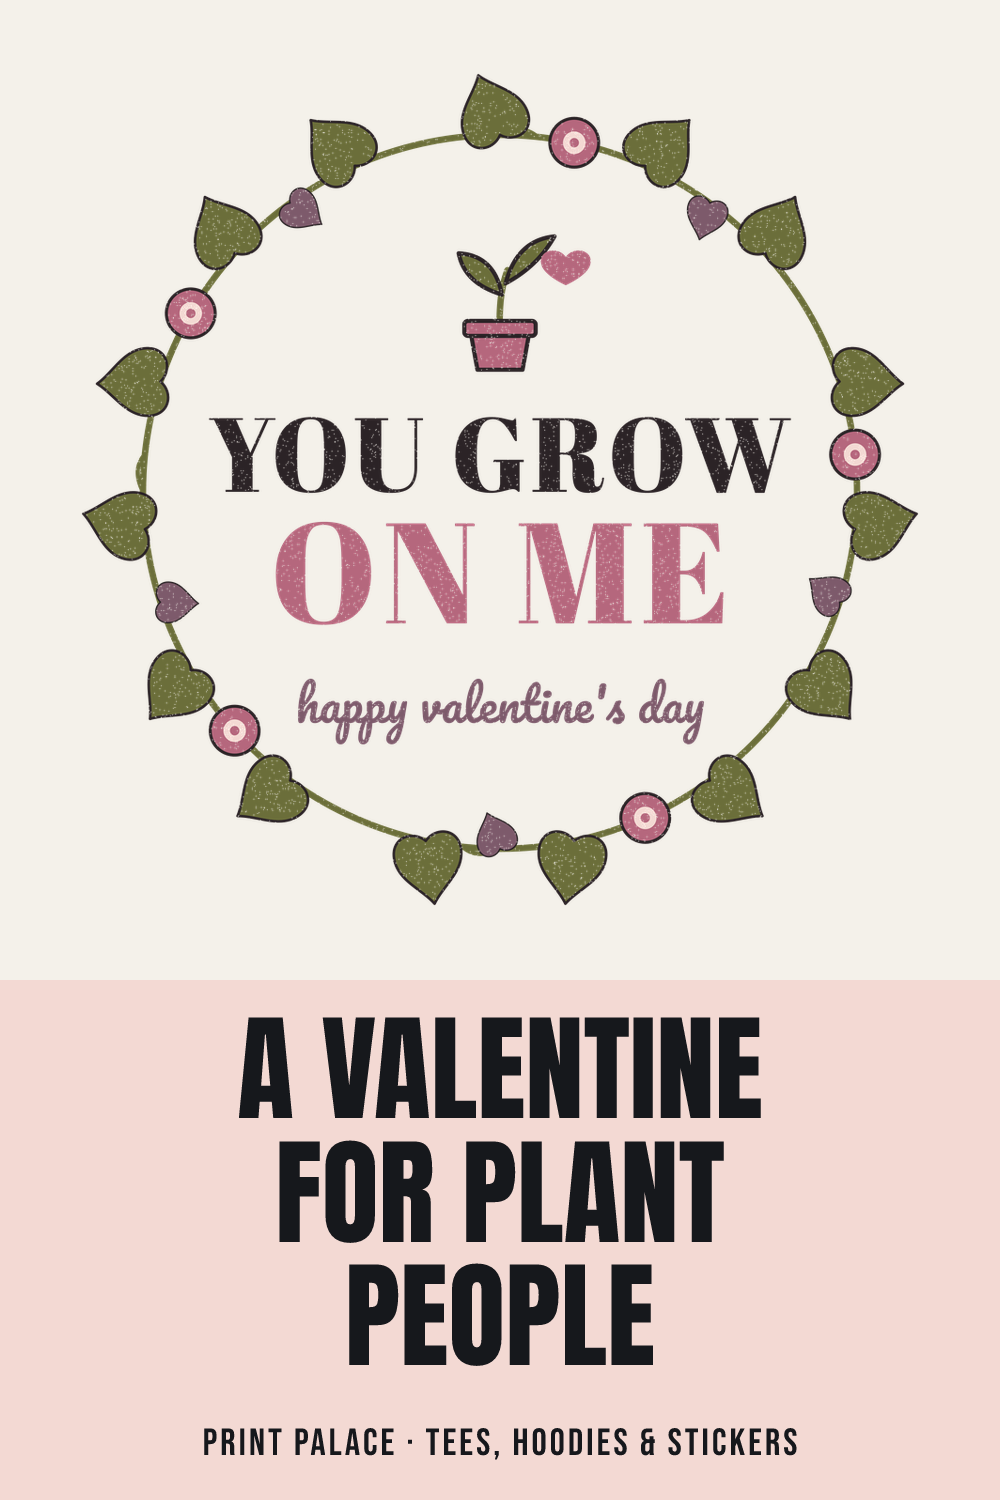 YOU GROW
ON ME
happy valentine's day
A VALENTINE
FOR PLANT
PEOPLE
PRINT PALACE · TEES, HOODIES & STICKERS